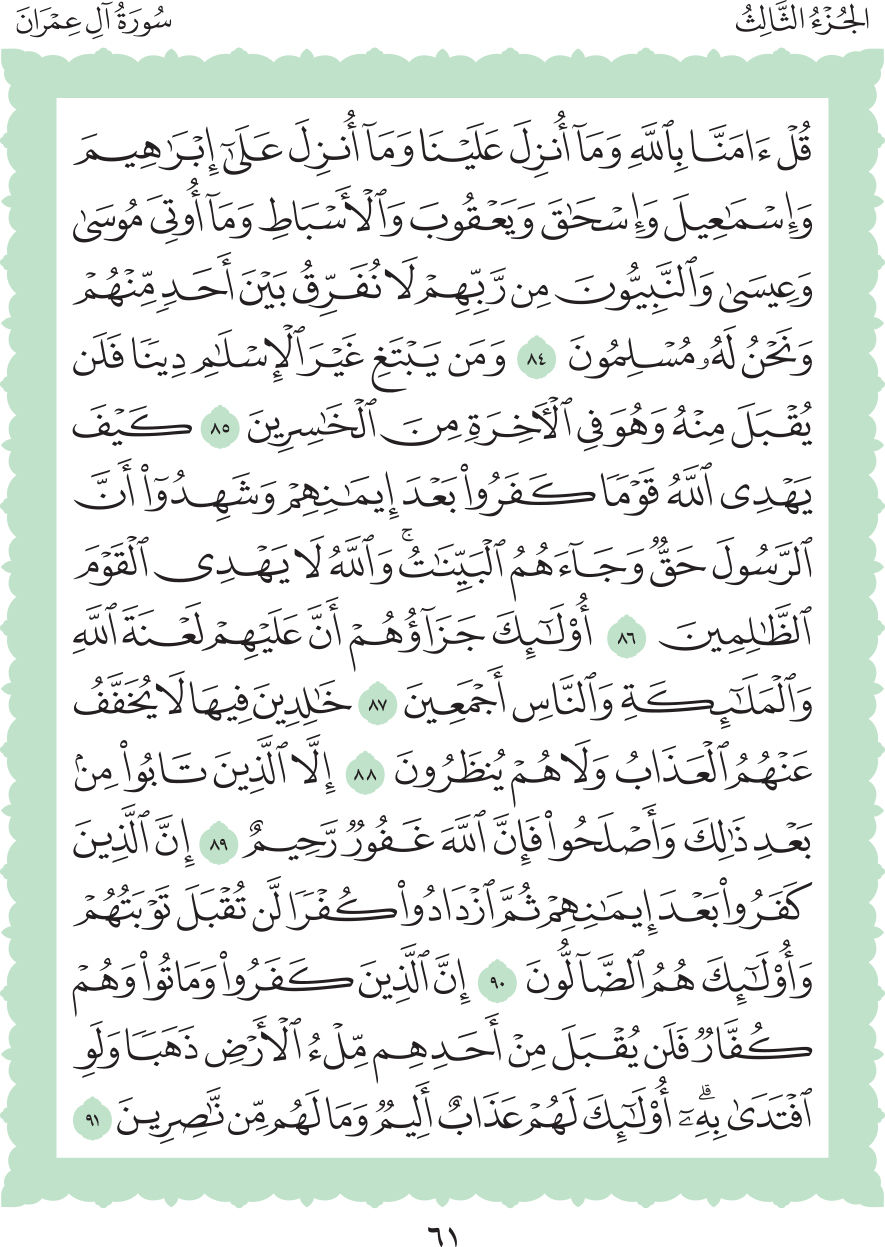 الجُزْءُ الثَّالِثُ
سُورَةُ آلِ عِمْرَانَ
قُلْ ءَامَنَّا بِٱللَّهِ وَمَآ أُنزِلَ عَلَيْنَا وَمَآ أُنزِلَ عَلَىٰٓ إِبْرَٰهِيمَ
وَإِسْمَٰعِيلَ وَإِسْحَٰقَ وَيَعْقُوبَ وَٱلْأَسْبَاطِ وَمَآ أُوتِىَ مُوسَىٰ
وَعِيسَىٰ وَٱلنَّبِيُّونَ مِن رَّبِّهِمْ لَا نُفَرِّقُ بَيْنَ أَحَدٍ مِّنْهُمْ
وَنَحْنُ لَهُۥ مُسْلِمُونَ ٨٤ وَمَن يَبْتَغِ غَيْرَ ٱلْإِسْلَٰمِ دِينًا فَلَن
يُقْبَلَ مِنْهُ وَهُوَ فِى ٱلْأَخِرَةِ مِنَ ٱلْخَٰسِرِينَ ٨٥ كَيْفَ
يَهْدِى ٱللَّهُ قَوْمًا كَفَرُوا۟ بَعْدَ إِيمَٰنِهِمْ وَشَهِدُوٓا۟ أَنَّ
ٱلرَّسُولَ حَقٌّ وَجَآءَهُمُ ٱلْبَيِّنَٰتُ ۚ وَٱللَّهُ لَا يَهْدِى ٱلْقَوْمَ
ٱلظَّٰلِمِينَ ٨٦ أُو۟لَٰٓئِكَ جَزَآؤُهُمْ أَنَّ عَلَيْهِمْ لَعْنَةَ ٱللَّهِ
وَٱلْمَلَٰٓئِكَةِ وَٱلنَّاسِ أَجْمَعِينَ ٨٧ خَٰلِدِينَ فِيهَا لَا يُخَفَّفُ
عَنْهُمُ ٱلْعَذَابُ وَلَا هُمْ يُنظَرُونَ ٨٨ إِلَّا ٱلَّذِينَ تَابُوا۟ مِنۢ
بَعْدِ ذَٰلِكَ وَأَصْلَحُوا۟ فَإِنَّ ٱللَّهَ غَفُورٌ رَّحِيمٌ ٨٩ إِنَّ ٱلَّذِينَ
كَفَرُوا۟ بَعْدَ إِيمَٰنِهِمْ ثُمَّ ٱزْدَادُوا۟ كُفْرًا لَّن تُقْبَلَ تَوْبَتُهُمْ
وَأُو۟لَٰٓئِكَ هُمُ ٱلضَّآلُّونَ ٩٠ إِنَّ ٱلَّذِينَ كَفَرُوا۟ وَمَاتُوا۟ وَهُمْ
كُفَّارٌ فَلَن يُقْبَلَ مِنْ أَحَدِهِم مِّلْءُ ٱلْأَرْضِ ذَهَبًا وَلَوِ
ٱفْتَدَىٰ بِهِۦٓ ۗ أُو۟لَٰٓئِكَ لَهُمْ عَذَابٌ أَلِيمٌ وَمَا لَهُم مِّن نَّٰصِرِينَ ٩١
٦١